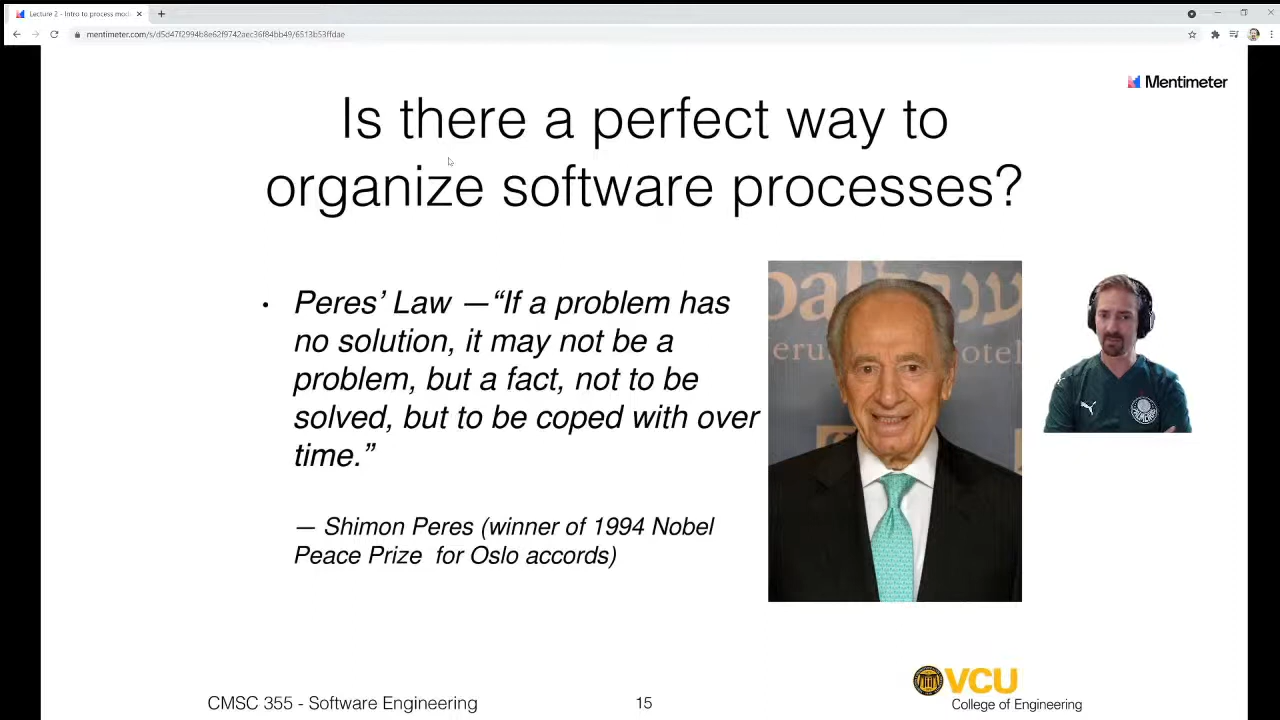 Lecture 2 - Intro to process mod
mentimeter.com/s/d5d47f2994b8e62f9742aec36f84bb49/6513b53ffdae
Mentimeter
Is there a perfect way to
organize software processes?
• Peres’ Law —“If a problem has
no solution, it may not be a
problem, but a fact, not to be
solved, but to be coped with over
time.”
— Shimon Peres (winner of 1994 Nobel
Peace Prize for Oslo accords)
CMSC 355 - Software Engineering
15
VCU
College of Engineering